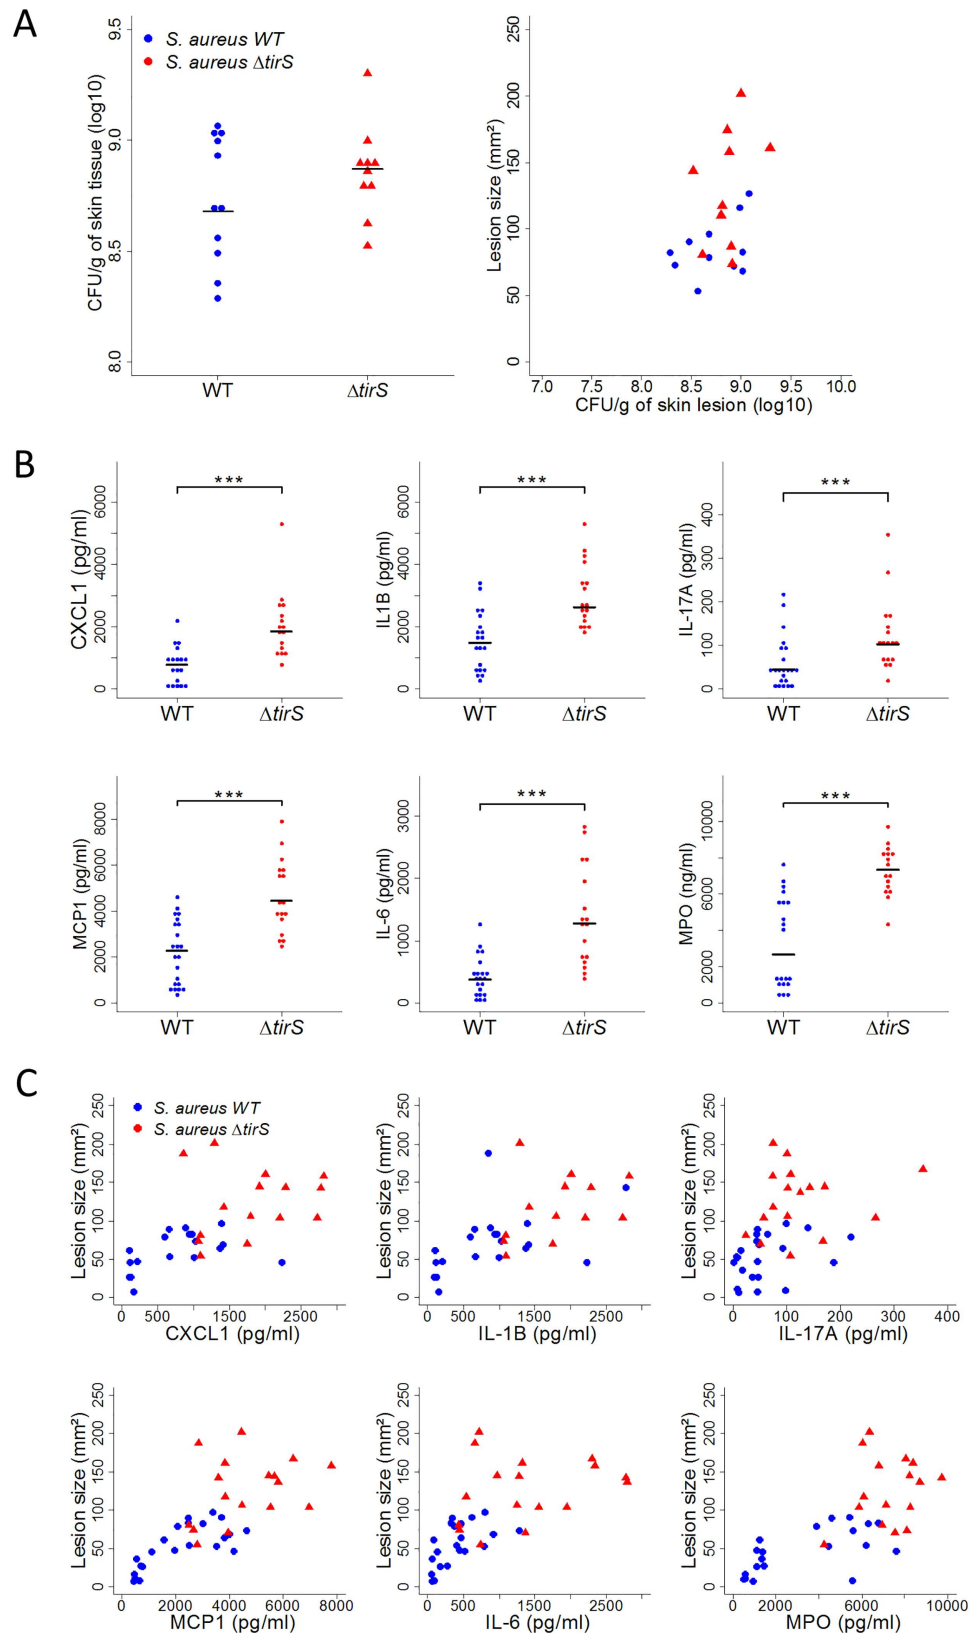 A
S. aureus WT
S. aureus ΔtirS
CFU/g of skin tissue (log10)
8.0 8.5 9.0 9.5
WT ΔtirS
Lesion size (mm²)
0 50 100 150 200 250
7.0 7.5 8.0 8.5 9.0 9.5 10.0
CFU/g of skin lesion (log10)
B
***
CXCL1 (pg/ml)
0 2000 4000 6000
WT ΔtirS
***
IL1B (pg/ml)
0 2000 4000 6000
WT ΔtirS
***
IL-17A (pg/ml)
0 100 200 300 400
WT ΔtirS
***
MCP1 (pg/ml)
0 2000 4000 6000 8000
WT ΔtirS
***
IL-6 (pg/ml)
0 1000 2000 3000
WT ΔtirS
***
MPO (ng/ml)
0 2000 6000 10000
WT ΔtirS
C
S. aureus WT
S. aureus ΔtirS
Lesion size (mm²)
0 50 100 150 200 250
0 500 1500 2500
CXCL1 (pg/ml)
Lesion size (mm²)
0 50 100 150 200 250
0 500 1500 2500
IL-1B (pg/ml)
Lesion size (mm²)
0 50 100 150 200 250
0 100 200 400
IL-17A (pg/ml)
Lesion size (mm²)
0 50 100 150 200 250
0 2000 4000 6000 8000
MCP1 (pg/ml)
Lesion size (mm²)
0 50 100 150 200 250
0 500 1500 2500
IL-6 (pg/ml)
Lesion size (mm²)
0 50 100 150 200 250
0 2000 6000 10000
MPO (pg/ml)